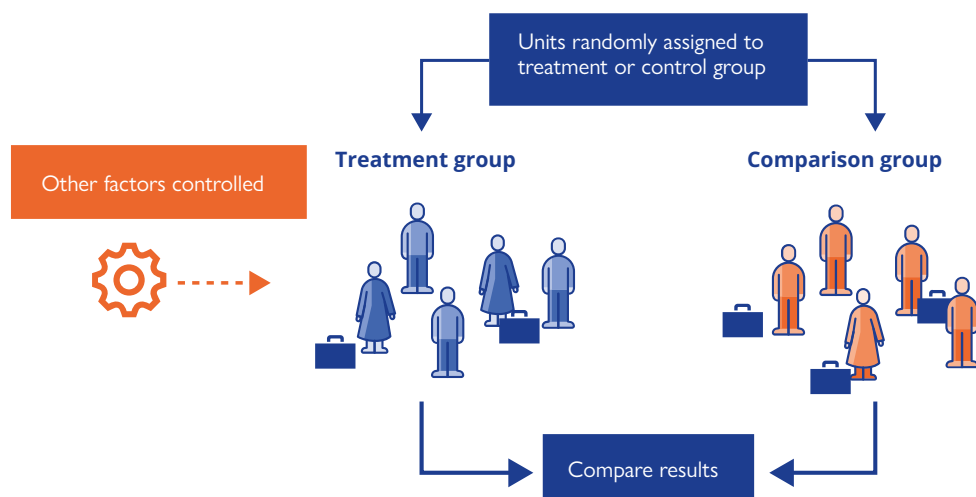 Units randomly assigned to
treatment or control group
Treatment group
Comparison group
Other factors controlled
Compare results